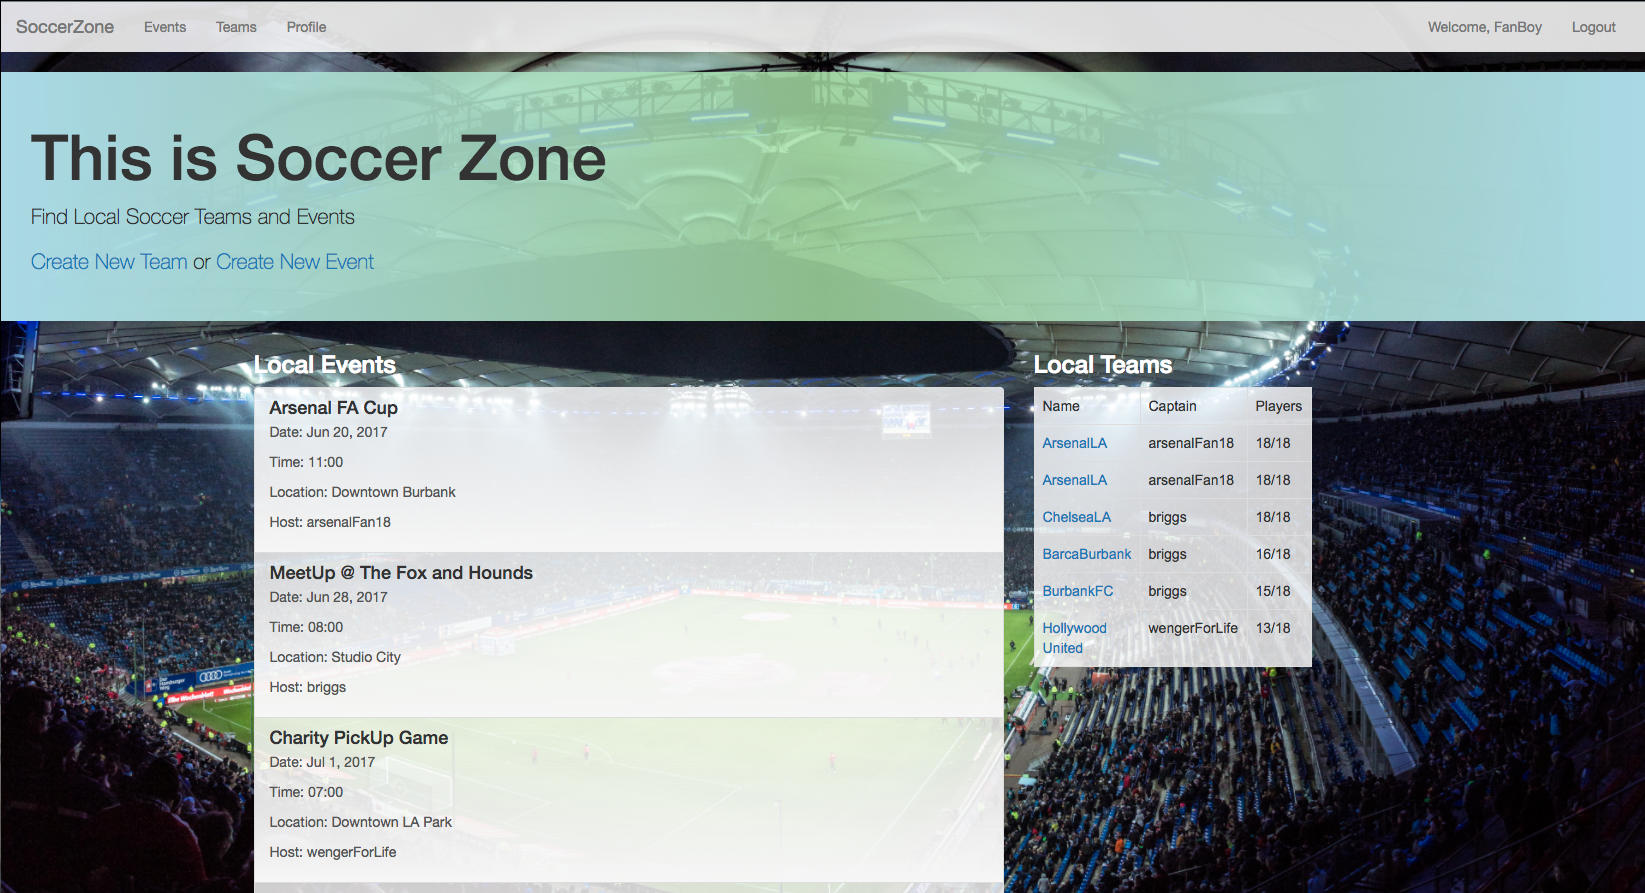 SoccerZone Events Teams Profile Welcome, FanBoy Logout
This is Soccer Zone
Find Local Soccer Teams and Events
Create New Team or Create New Event
Local Events
Arsenal FA Cup
Date: Jun 20, 2017
Time: 11:00
Location: Downtown Burbank
Host: arsenalFan18
MeetUp @ The Fox and Hounds
Date: Jun 28, 2017
Time: 08:00
Location: Studio City
Host: briggs
Charity PickUp Game
Date: Jul 1, 2017
Time: 07:00
Location: Downtown LA Park
Host: wengerForLife
Local Teams
Name Captain Players
ArsenalLA arsenalFan18 18/18
ArsenalLA arsenalFan18 18/18
ChelseaLA briggs 18/18
BarcaBurbank briggs 16/18
BurbankFC briggs 15/18
Hollywood wengerForLife 13/18
United